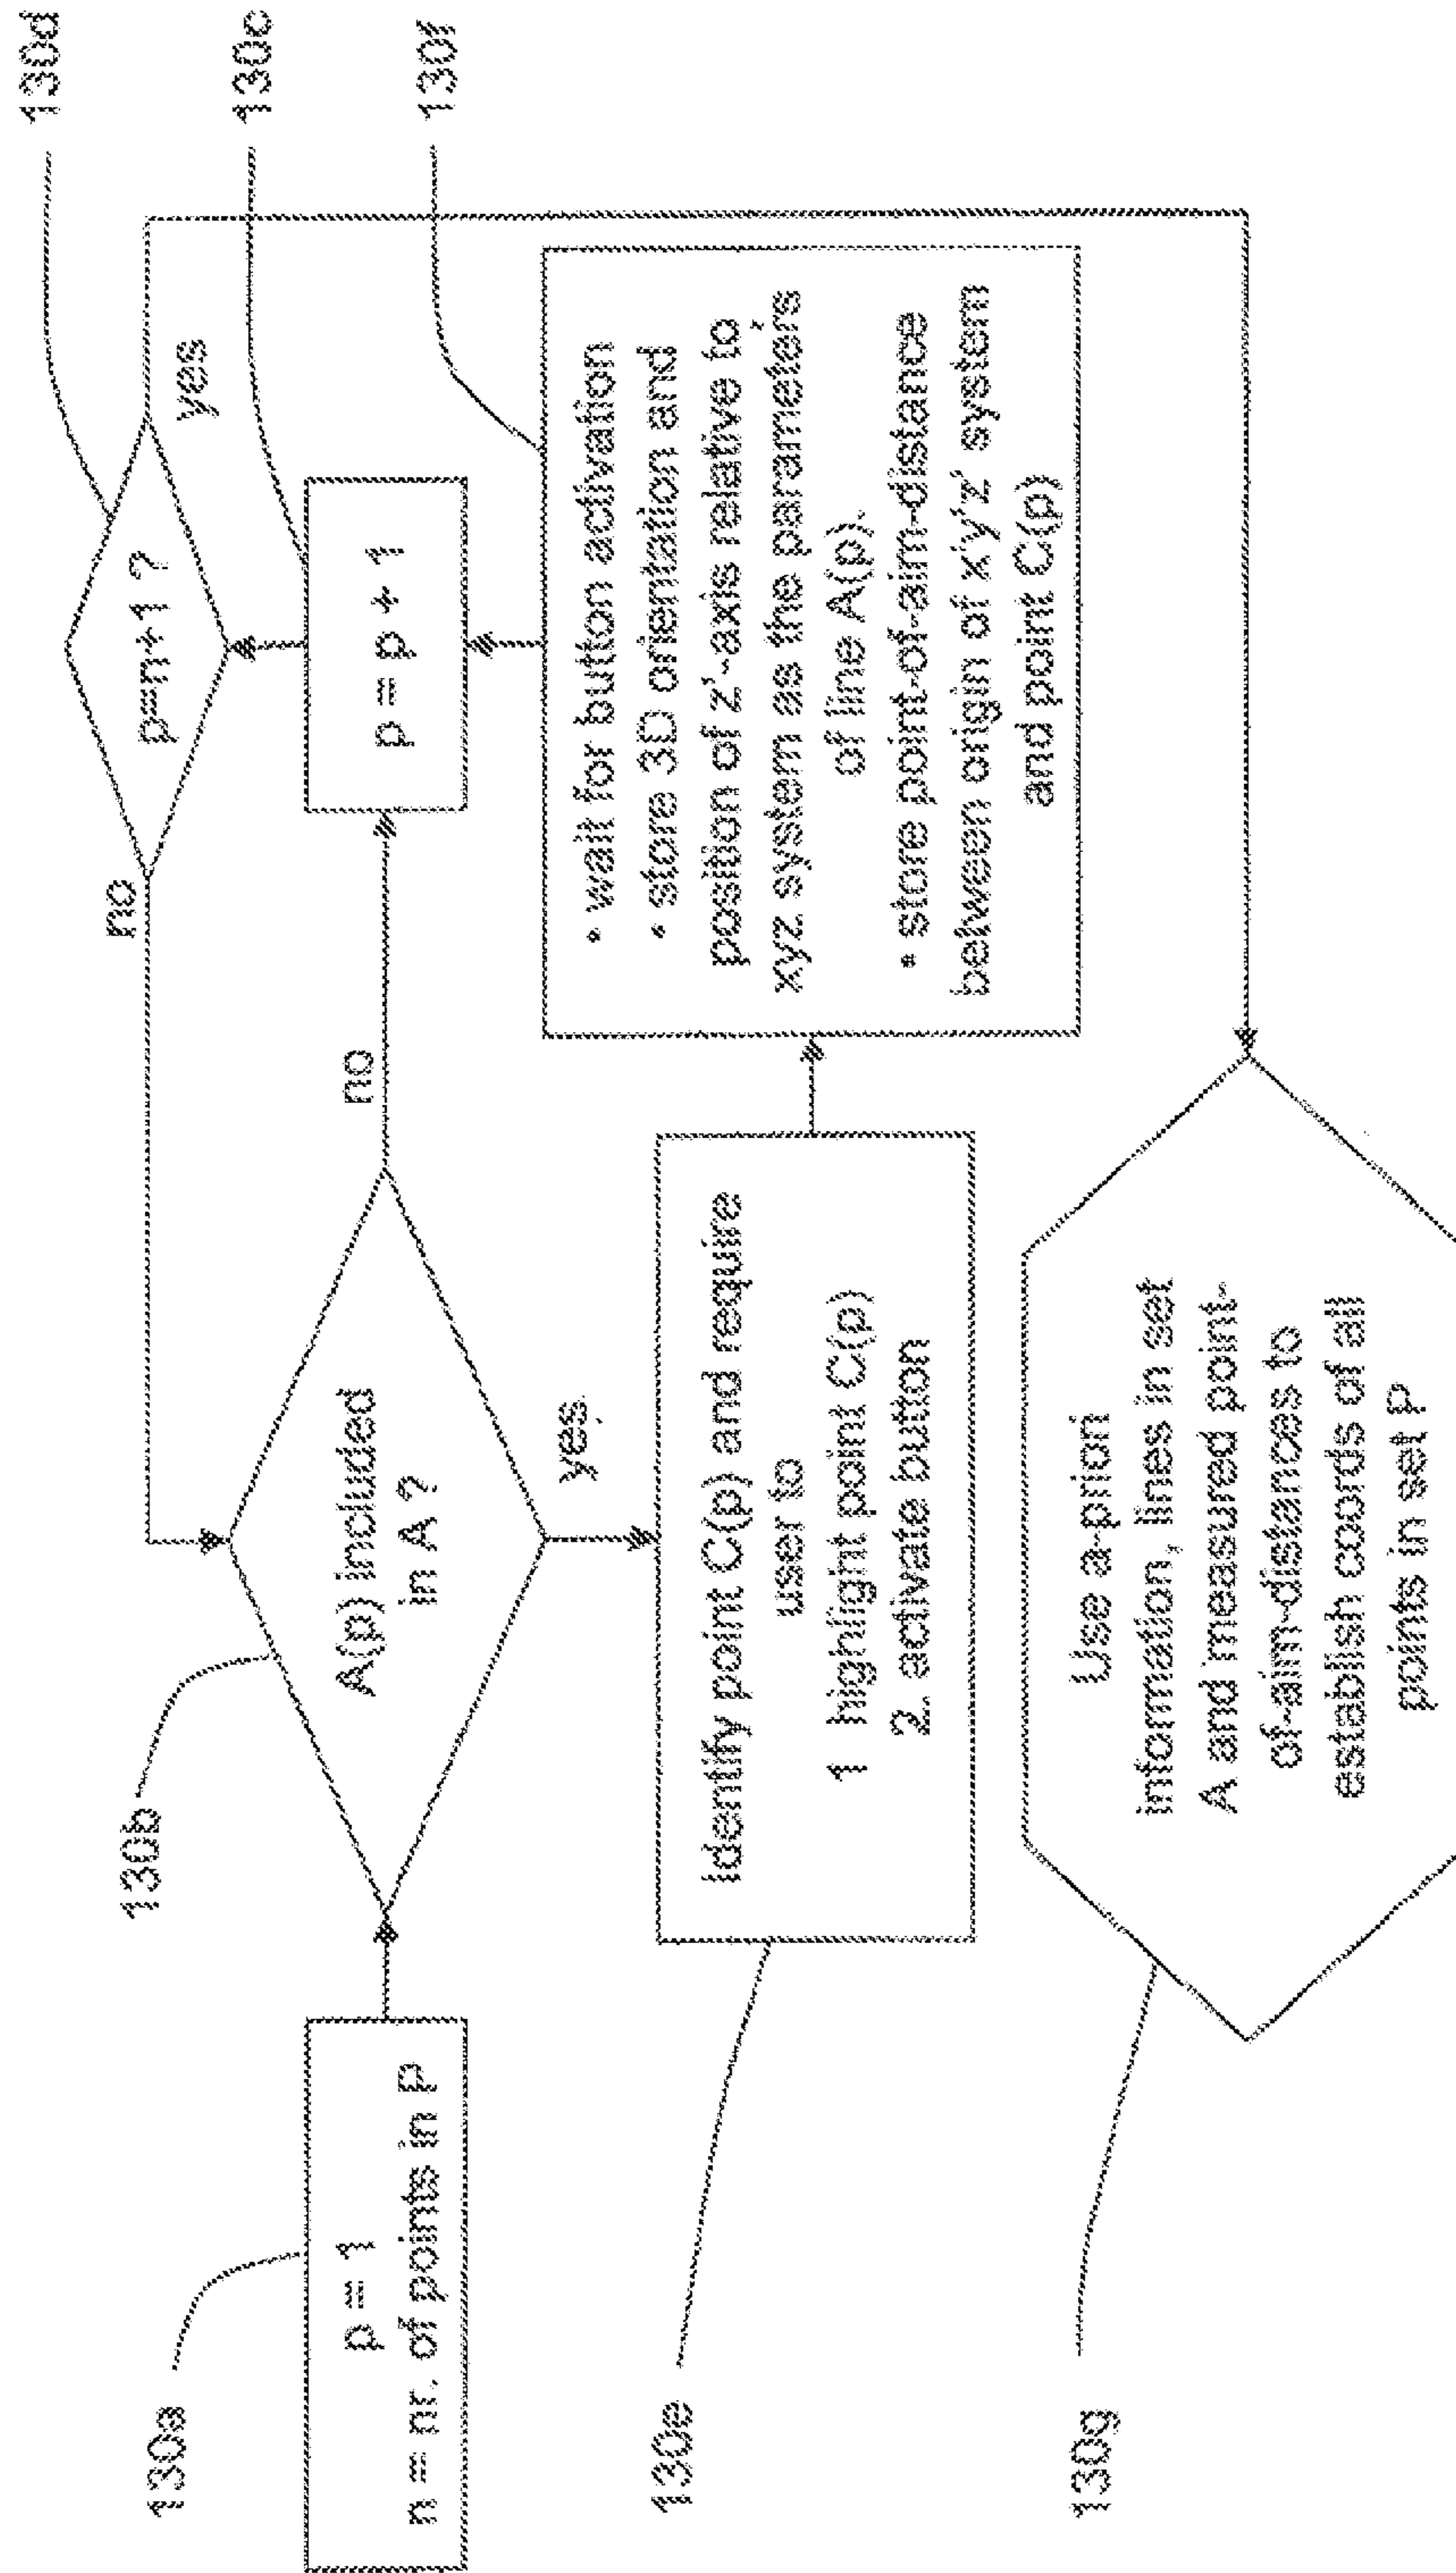 130a
p = 1
n = nr. of points in P
130b
A(p) included
in A ?
no
yes
130c
p = p + 1
130d
p=n+1 ?
no
yes
130e
Identify point C(p) and require
user to
1 highlight point C(p)
2. activate button
130f
• wait for button activation
• store 3D orientation and
position of z'-axis relative to
xyz system as the parameters
of line A(p).
• store point-of-aim-distance
between origin of x'y'z' system
and point C(p)
130g
Use a-priori
information, lines in set
A and measured point-
of-aim-distances to
establish coords of all
points in set P